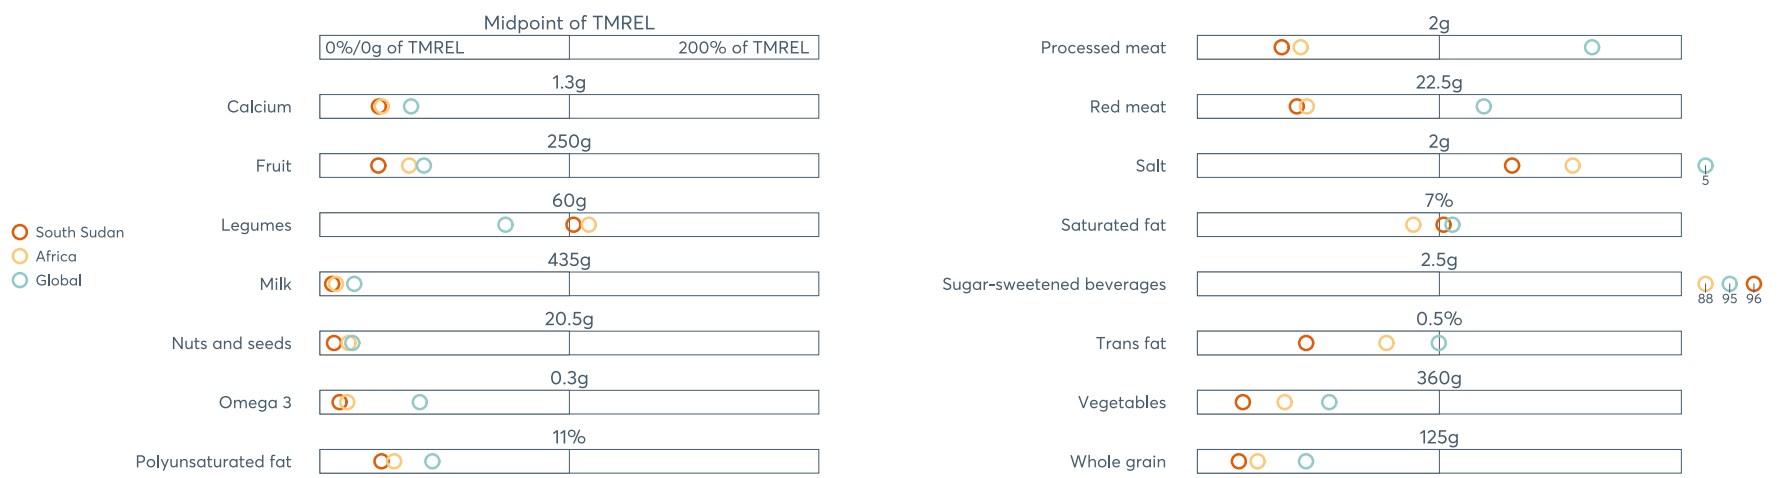 Midpoint of TMREL
0%/0g of TMREL 200% of TMREL
1.3g
Calcium
250g
Fruit
60g
Legumes
435g
Milk
20.5g
Nuts and seeds
0.3g
Omega 3
11%
Polyunsaturated fat
South Sudan
Africa
Global
2g
Processed meat
22.5g
Red meat
2g
Salt
5
7%
Saturated fat
2.5g
Sugar-sweetened beverages
88 95 96
0.5%
Trans fat
360g
Vegetables
125g
Whole grain